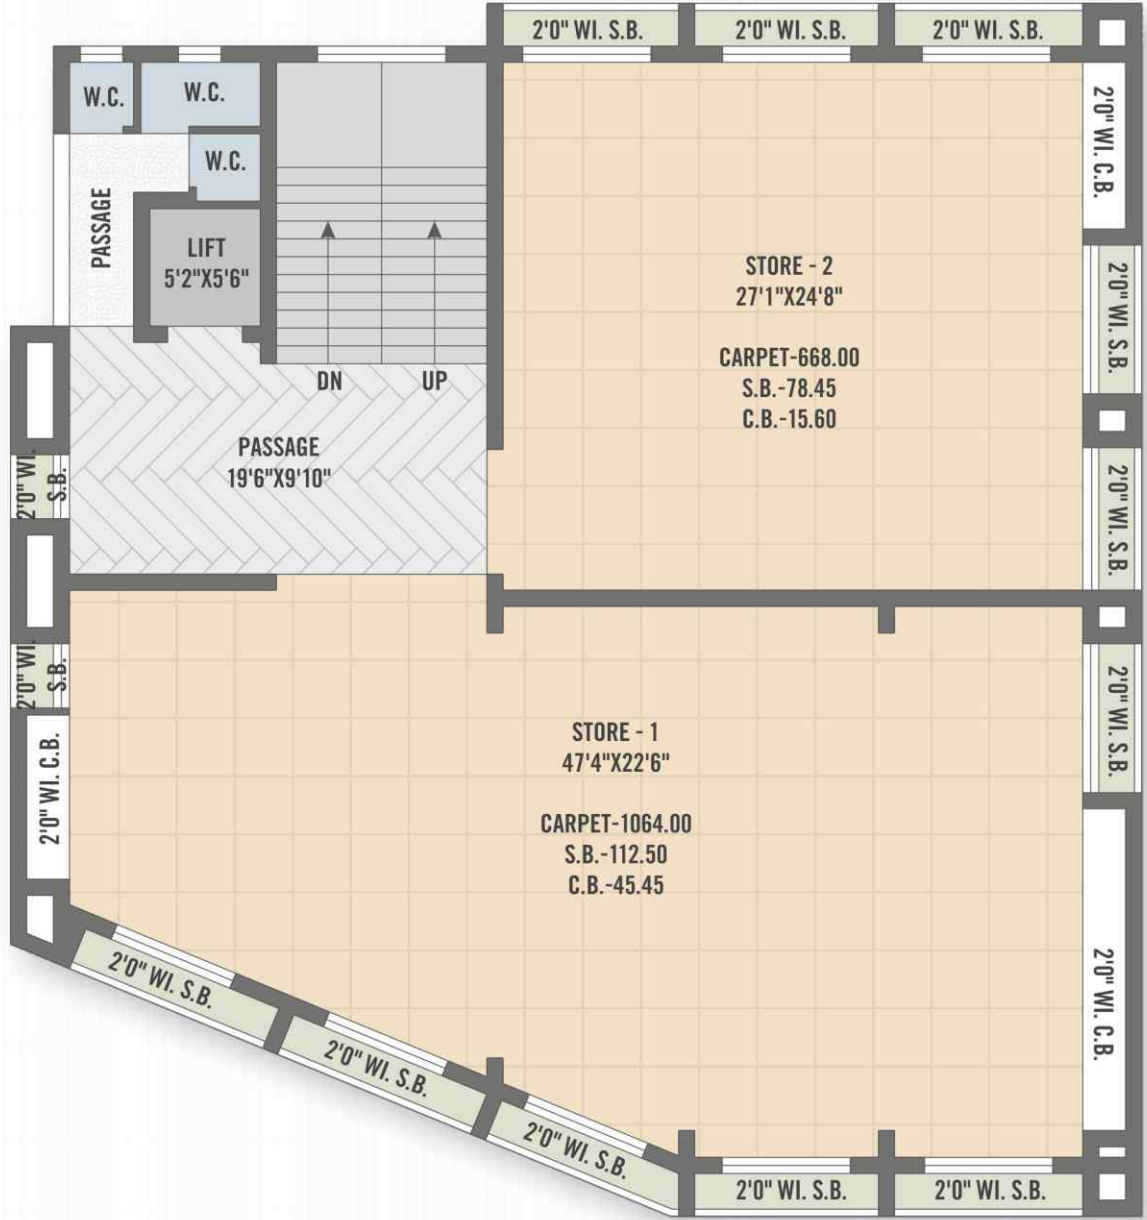 2'0" WI. S.B.
2'0" WI. S.B.
2'0" WI. S.B.
W.C.
W.C.
2'0" WI. C.B.
W.C.
PASSAGE
LIFT
5'2"X5'6"
STORE - 2
27'1"X24'8"
CARPET-668.00
S.B.-78.45
C.B.-15.60
2'0" WI. S.B.
DN
UP
PASSAGE
19'6"X9'10"
2'0" WI.
S.B.
2'0" WI. S.B.
2'0" WI.
S.B.
2'0" WI. S.B.
STORE - 1
47'4"X22'6"
CARPET-1064.00
S.B.-112.50
C.B.-45.45
2'0" WI. C.B.
2'0" WI. C.B.
2'0" WI. S.B.
2'0" WI. S.B.
2'0" WI. S.B.
2'0" WI. S.B.
2'0" WI. S.B.